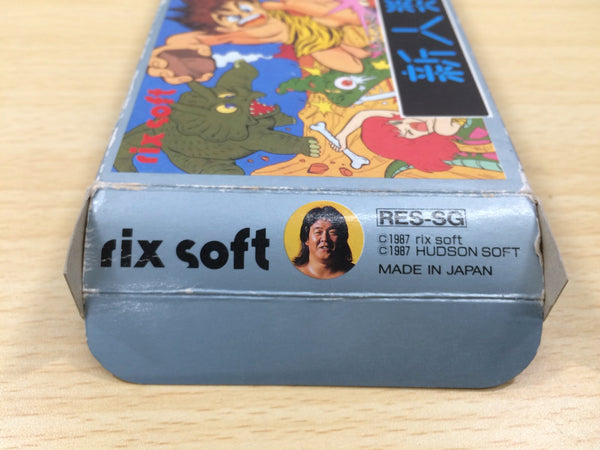 新人類
rix soft
rix soft
RES-SG
©1987 rix soft
©1987 HUDSON SOFT
MADE IN JAPAN